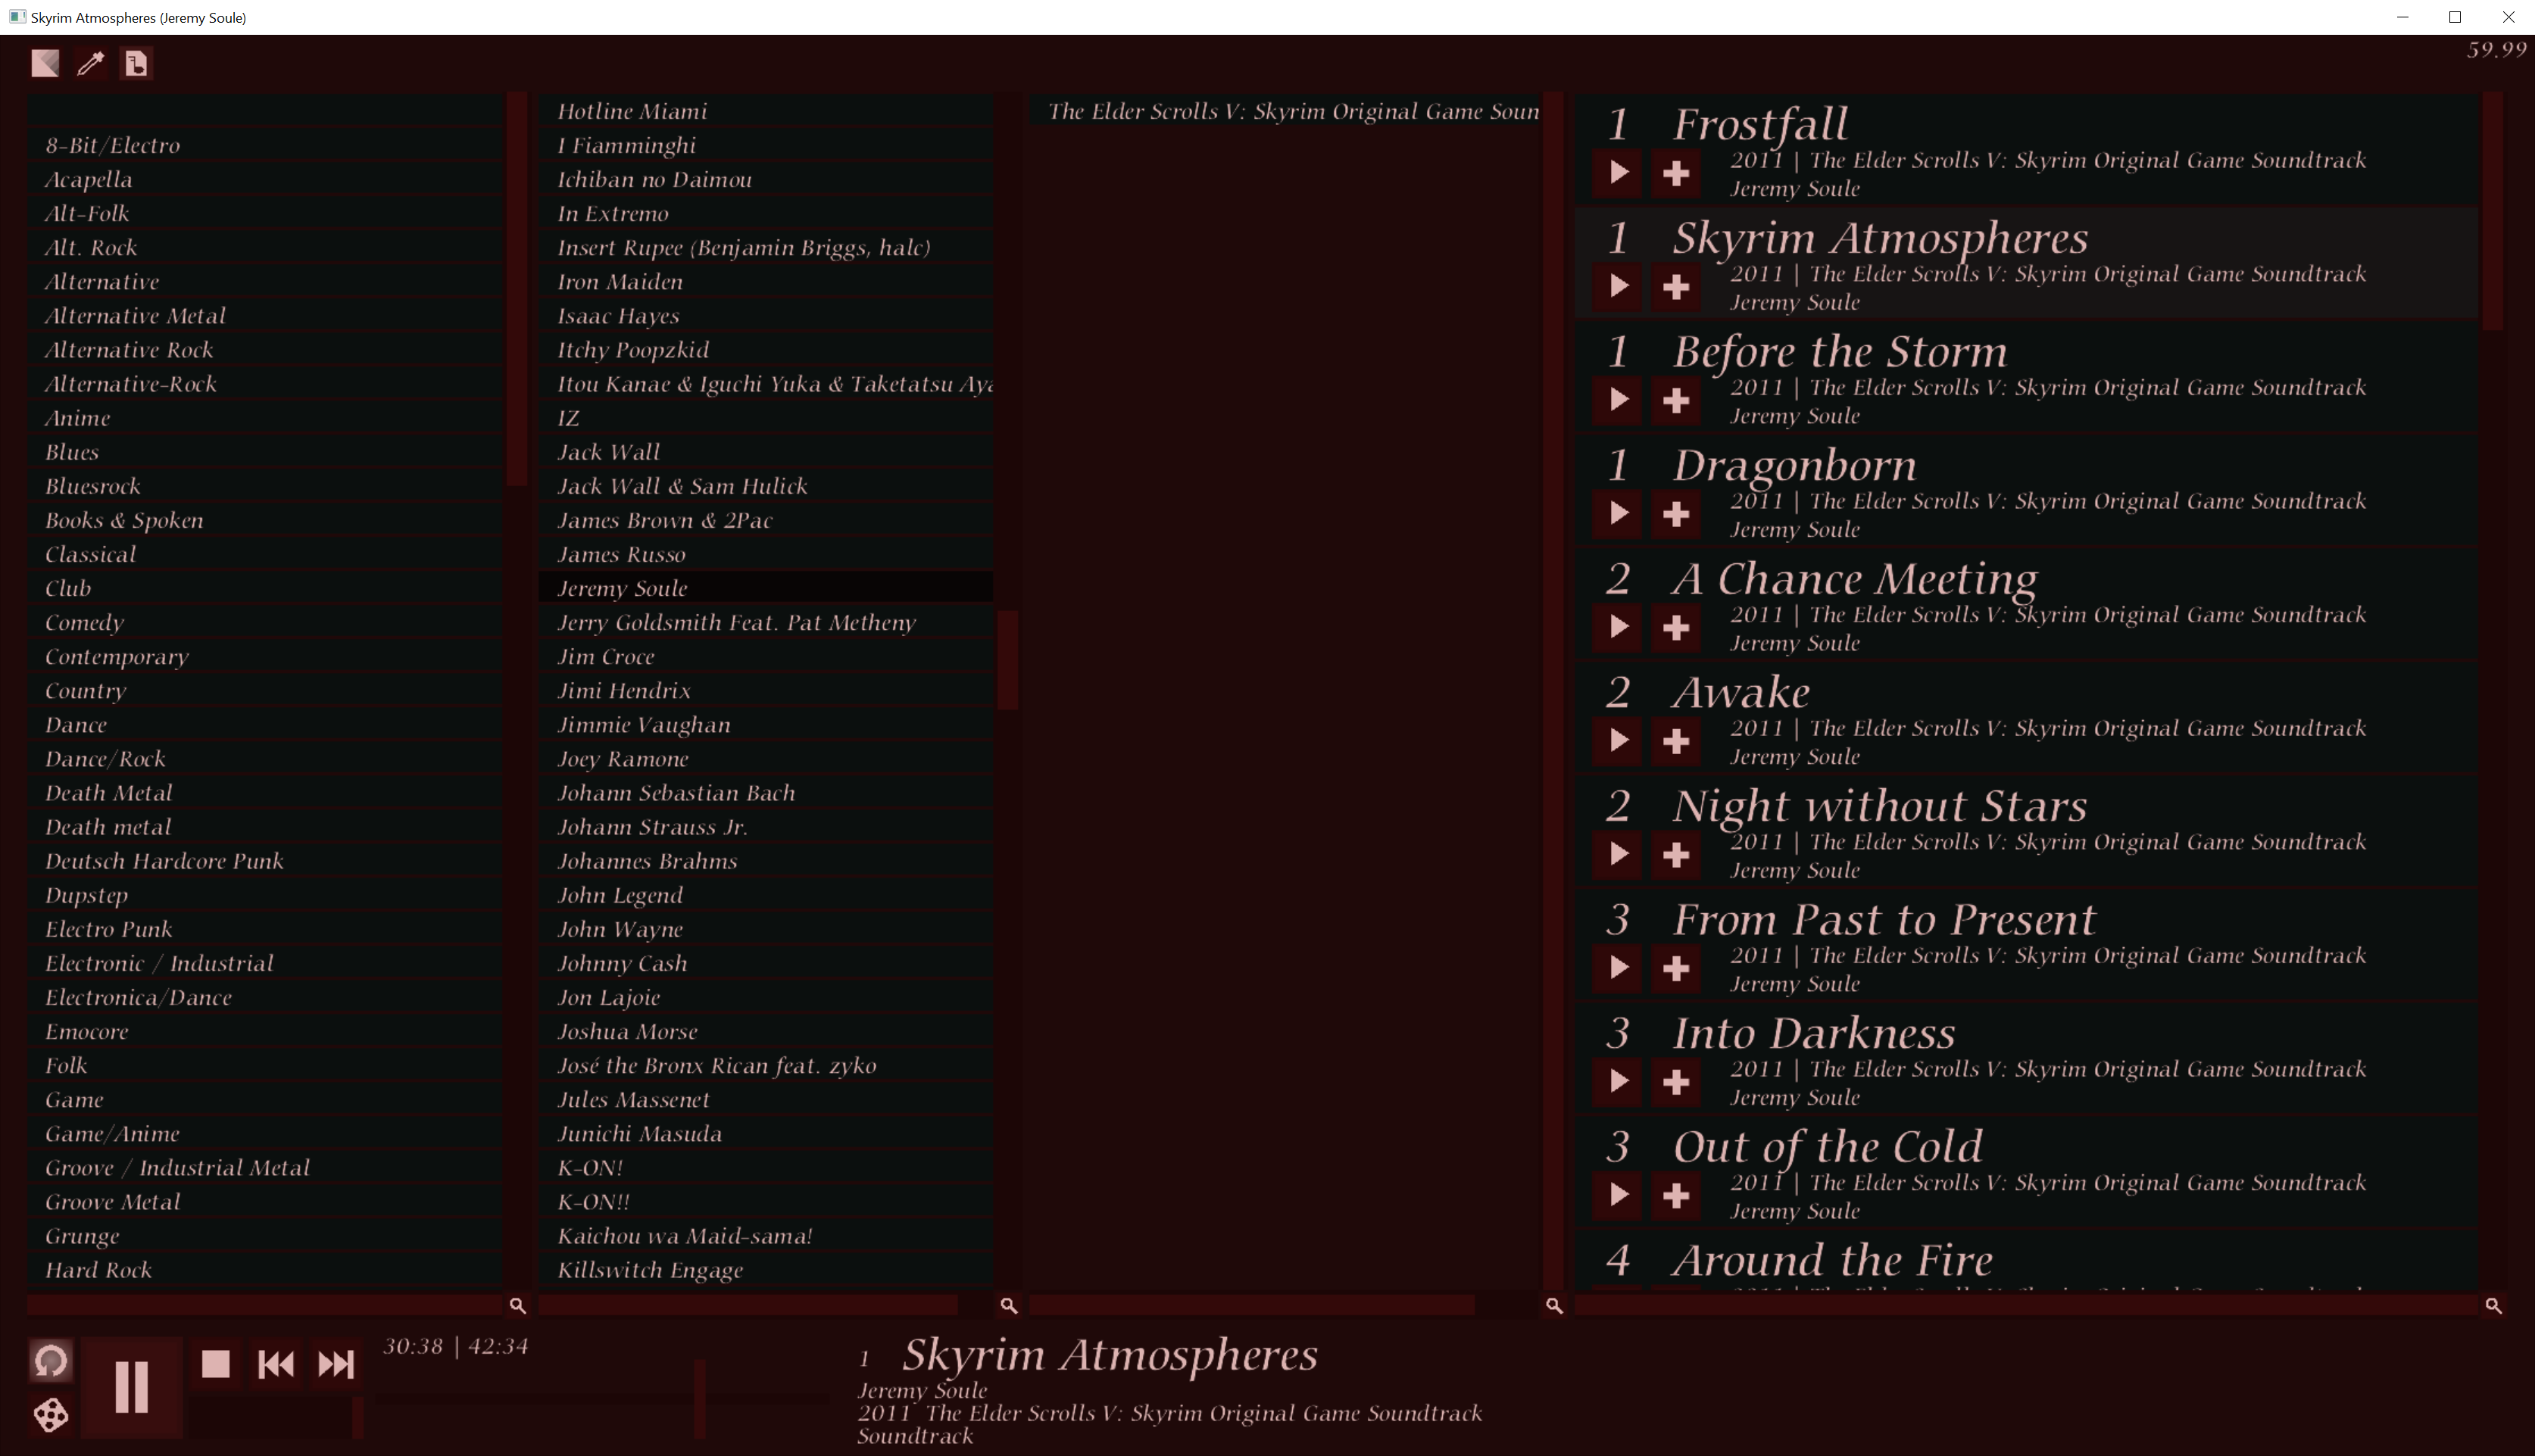 Skyrim Atmospheres (Jeremy Soule)
59.99
8-Bit/Electro
Acapella
Alt-Folk
Alt. Rock
Alternative
Alternative Metal
Alternative Rock
Alternative-Rock
Anime
Blues
Bluesrock
Books & Spoken
Classical
Club
Comedy
Contemporary
Country
Dance
Dance/Rock
Death Metal
Death metal
Deutsch Hardcore Punk
Dupstep
Electro Punk
Electronic / Industrial
Electronica/Dance
Emocore
Folk
Game
Game/Anime
Groove / Industrial Metal
Groove Metal
Grunge
Hard Rock
Hotline Miami
I Fiamminghi
Ichiban no Daimou
In Extremo
Insert Rupee (Benjamin Briggs, halc)
Iron Maiden
Isaac Hayes
Itchy Poopzkid
Itou Kanae & Iguchi Yuka & Taketatsu Aya
IZ
Jack Wall
Jack Wall & Sam Hulick
James Brown & 2Pac
James Russo
Jeremy Soule
Jerry Goldsmith Feat. Pat Metheny
Jim Croce
Jimi Hendrix
Jimmie Vaughan
Joey Ramone
Johann Sebastian Bach
Johann Strauss Jr.
Johannes Brahms
John Legend
John Wayne
Johnny Cash
Jon Lajoie
Joshua Morse
José the Bronx Rican feat. zyko
Jules Massenet
Junichi Masuda
K-ON!
K-ON!!
Kaichou wa Maid-sama!
Killswitch Engage
The Elder Scrolls V: Skyrim Original Game Soun
1 Frostfall
2011 | The Elder Scrolls V: Skyrim Original Game Soundtrack
Jeremy Soule
1 Skyrim Atmospheres
2011 | The Elder Scrolls V: Skyrim Original Game Soundtrack
Jeremy Soule
1 Before the Storm
2011 | The Elder Scrolls V: Skyrim Original Game Soundtrack
Jeremy Soule
1 Dragonborn
2011 | The Elder Scrolls V: Skyrim Original Game Soundtrack
Jeremy Soule
2 A Chance Meeting
2011 | The Elder Scrolls V: Skyrim Original Game Soundtrack
Jeremy Soule
2 Awake
2011 | The Elder Scrolls V: Skyrim Original Game Soundtrack
Jeremy Soule
2 Night without Stars
2011 | The Elder Scrolls V: Skyrim Original Game Soundtrack
Jeremy Soule
3 From Past to Present
2011 | The Elder Scrolls V: Skyrim Original Game Soundtrack
Jeremy Soule
3 Into Darkness
2011 | The Elder Scrolls V: Skyrim Original Game Soundtrack
Jeremy Soule
3 Out of the Cold
2011 | The Elder Scrolls V: Skyrim Original Game Soundtrack
Jeremy Soule
4 Around the Fire
30:38 | 42:34
1 Skyrim Atmospheres
Jeremy Soule
2011 The Elder Scrolls V: Skyrim Original Game Soundtrack
Soundtrack